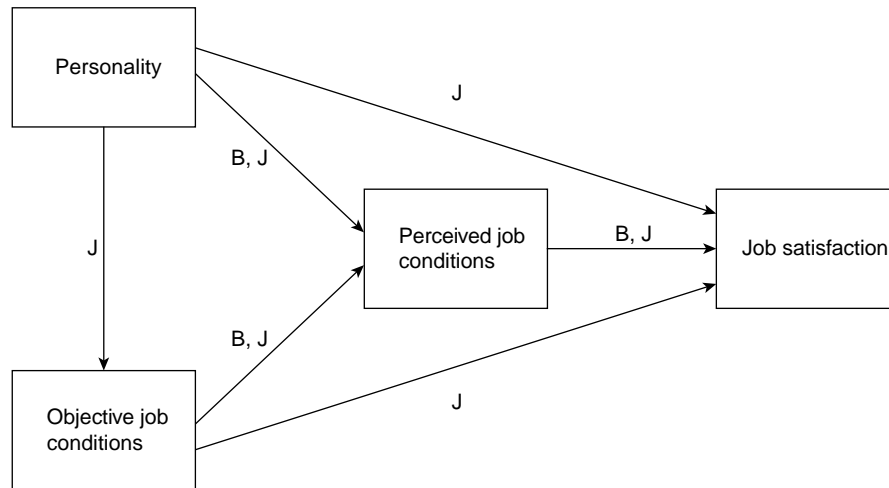 Personality
J
B, J
J
Perceived job
conditions
B, J
Job satisfaction
B, J
J
Objective job
conditions